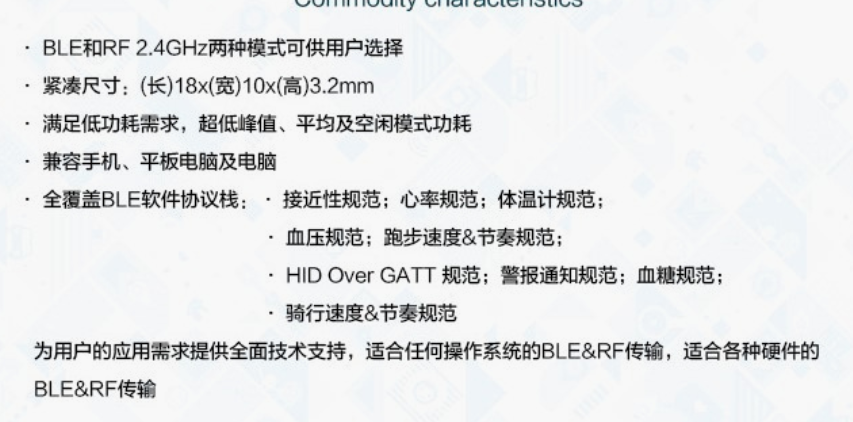 Commodity characteristics
· BLE和RF 2.4GHz两种模式可供用户选择
· 紧凑尺寸：(长)18x(宽)10x(高)3.2mm
· 满足低功耗需求，超低峰值、平均及空闲模式功耗
· 兼容手机、平板电脑及电脑
· 全覆盖BLE软件协议栈： · 接近性规范；心率规范；体温计规范；
· 血压规范；跑步速度&节奏规范；
· HID Over GATT 规范；警报通知规范；血糖规范；
· 骑行速度&节奏规范
为用户的应用需求提供全面技术支持，适合任何操作系统的BLE&RF传输，适合各种硬件的
BLE&RF传输